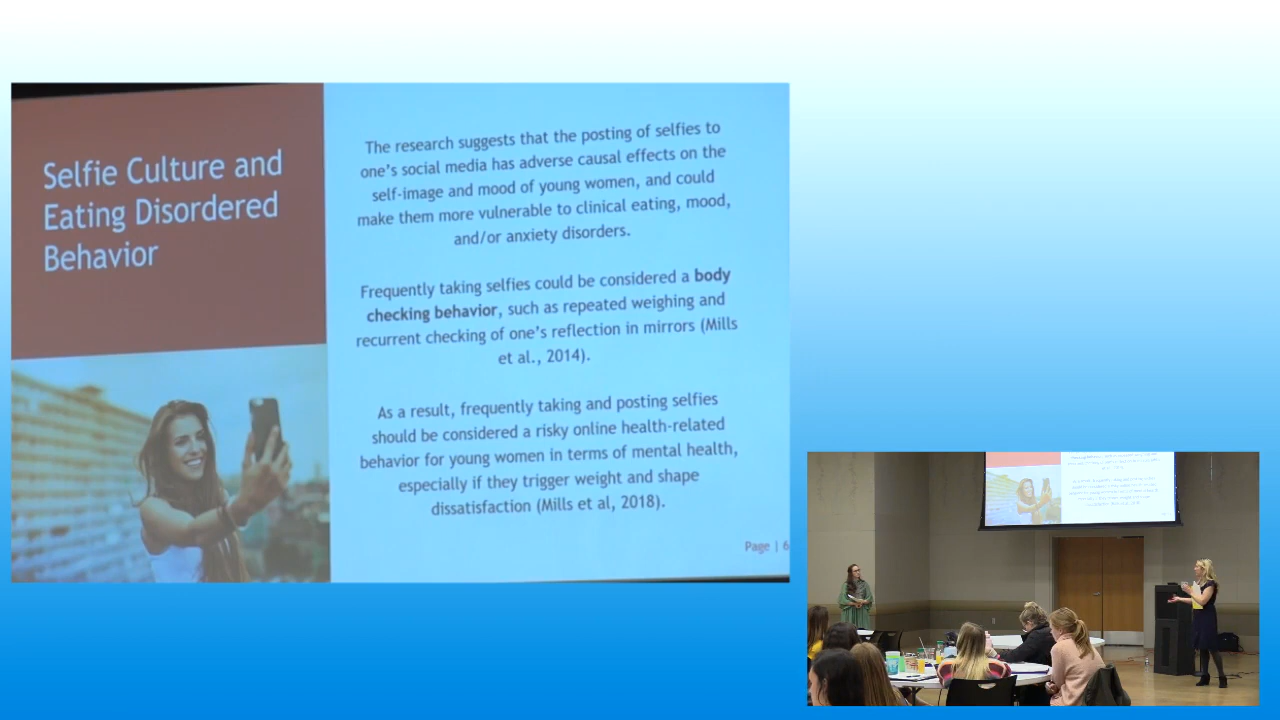 Selfie Culture and
Eating Disordered
Behavior
The research suggests that the posting of selfies to
one's social media has adverse causal effects on the
self-image and mood of young women, and could
make them more vulnerable to clinical eating, mood,
and/or anxiety disorders.
Frequently taking selfies could be considered a body
checking behavior, such as repeated weighing and
recurrent checking of one's reflection in mirrors (Mills
et al., 2014).
As a result, frequently taking and posting selfies
should be considered a risky online health-related
behavior for young women in terms of mental health,
especially if they trigger weight and shape
dissatisfaction (Mills et al, 2018).
Page | 6